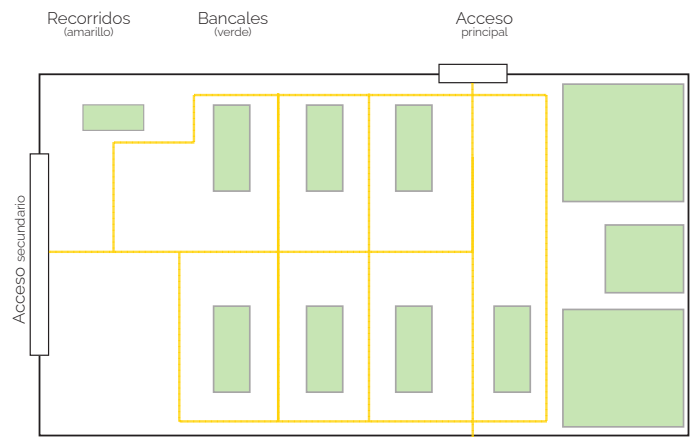 Recorridos
(amarillo)
Bancales
(verde)
Acceso
principal
Acceso secundario